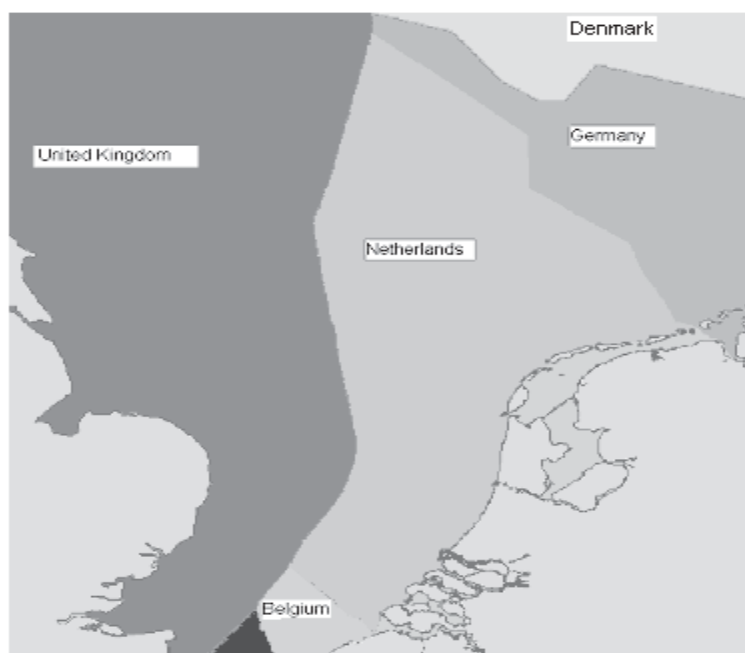 Denmark
Germany
United Kingdom
Netherlands
Belgium